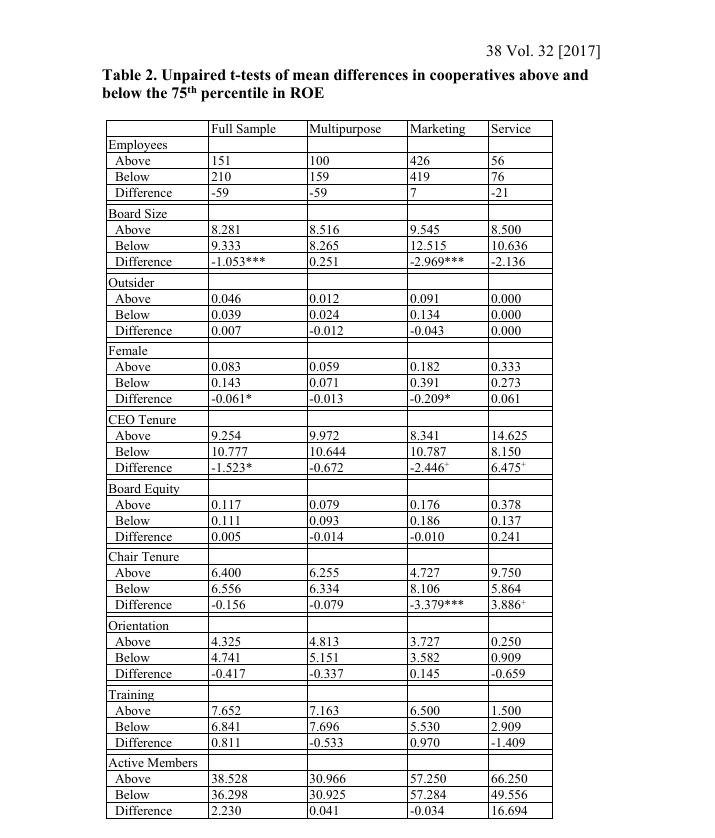 38 Vol. 32 [2017]
Table 2. Unpaired t-tests of mean differences in cooperatives above and
below the 75th percentile in ROE
Full Sample Multipurpose Marketing Service
Employees
Above 151 100 426 56
Below 210 159 419 76
Difference -59 -59 7 -21
Board Size
Above 8.281 8.516 9.545 8.500
Below 9.333 8.265 12.515 10.636
Difference -1.053*** 0.251 -2.969*** -2.136
Outsider
Above 0.046 0.012 0.091 0.000
Below 0.039 0.024 0.134 0.000
Difference 0.007 -0.012 -0.043 0.000
Female
Above 0.083 0.059 0.182 0.333
Below 0.143 0.071 0.391 0.273
Difference -0.061* -0.013 -0.209* 0.061
CEO Tenure
Above 9.254 9.972 8.341 14.625
Below 10.777 10.644 10.787 8.150
Difference -1.523* -0.672 -2.446+ 6.475+
Board Equity
Above 0.117 0.079 0.176 0.378
Below 0.111 0.093 0.186 0.137
Difference 0.005 -0.014 -0.010 0.241
Chair Tenure
Above 6.400 6.255 4.727 9.750
Below 6.556 6.334 8.106 5.864
Difference -0.156 -0.079 -3.379*** 3.886+
Orientation
Above 4.325 4.813 3.727 0.250
Below 4.741 5.151 3.582 0.909
Difference -0.417 -0.337 0.145 -0.659
Training
Above 7.652 7.163 6.500 1.500
Below 6.841 7.696 5.530 2.909
Difference 0.811 -0.533 0.970 -1.409
Active Members
Above 38.528 30.966 57.250 66.250
Below 36.298 30.925 57.284 49.556
Difference 2.230 0.041 -0.034 16.694